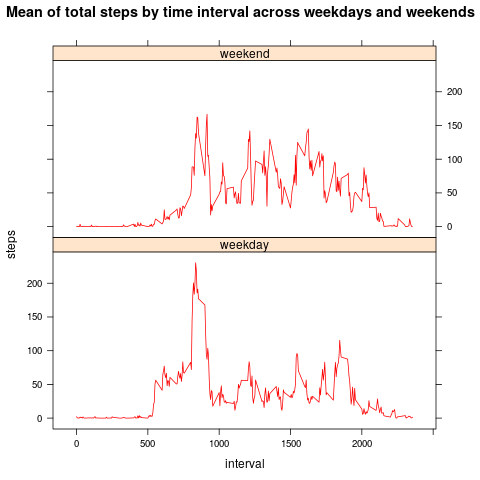 Mean of total steps by time interval across weekdays and weekends
weekend
200
150
100
50
0
weekday
200
150
100
50
0
steps
0 500 1000 1500 2000
interval